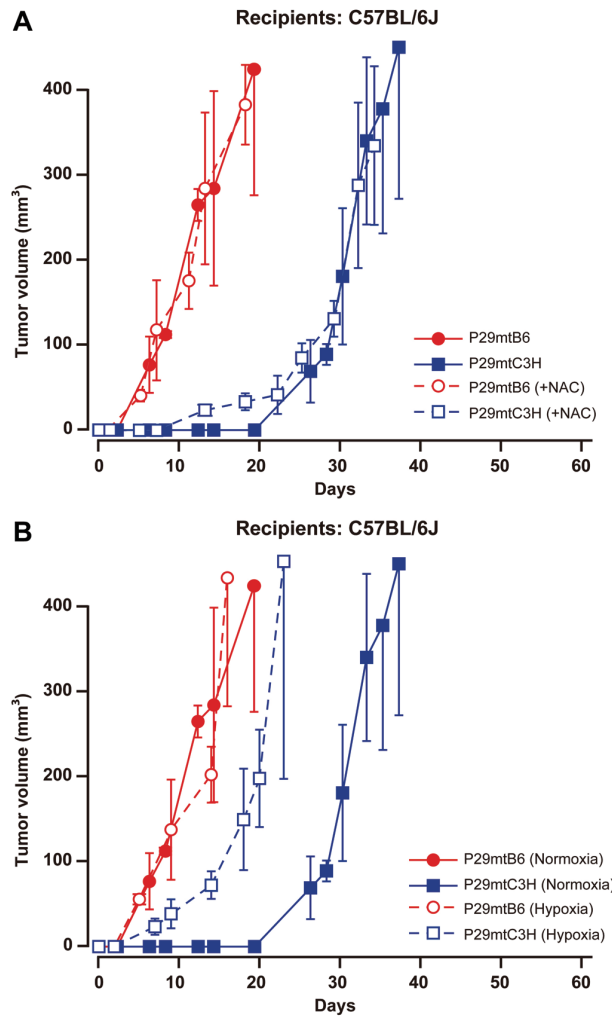 A
Recipients: C57BL/6J
Tumor volume (mm³)
400
300
200
100
0
P29mtB6
P29mtC3H
P29mtB6 (+NAC)
P29mtC3H (+NAC)
0
10
20
30
40
50
60
Days
B
Recipients: C57BL/6J
Tumor volume (mm³)
400
300
200
100
0
P29mtB6 (Normoxia)
P29mtC3H (Normoxia)
P29mtB6 (Hypoxia)
P29mtC3H (Hypoxia)
0
10
20
30
40
50
60
Days